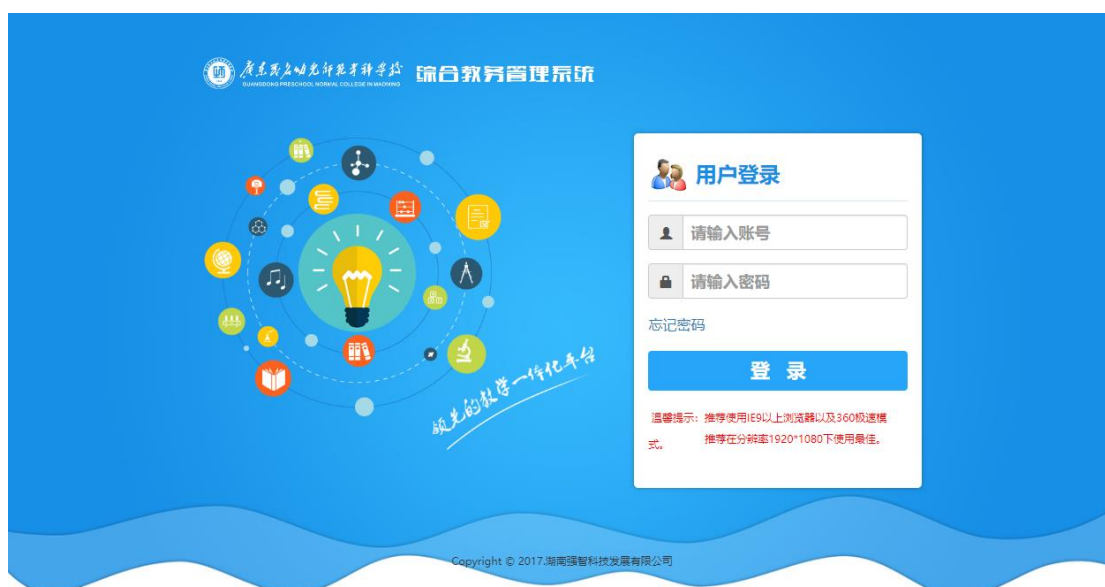 广东茂名幼儿师范专科学校 综合教务管理系统
GUANGDONG PRESCHOOL NORMAL COLLEGE IN MAOMING
用户登录
请输入账号
请输入密码
忘记密码
登 录
温馨提示：推荐使用IE9以上浏览器以及360极速模
式。 推荐在分辨率1920*1080下使用最佳。
领先的教学一体化平台
Copyright © 2017.湖南强智科技发展有限公司